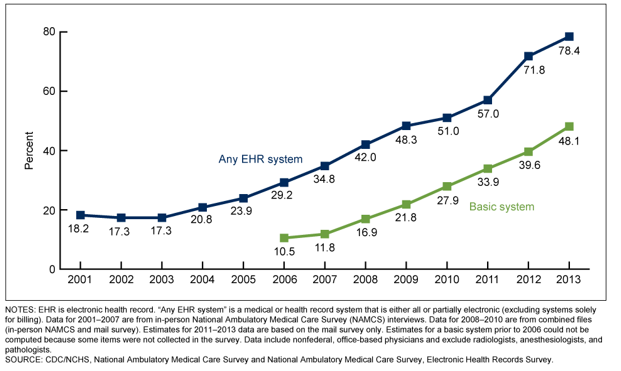 80
78.4
71.8
60
57.0
51.0
48.3
48.1
Percent
40
Any EHR system
42.0
39.6
34.8
33.9
29.2
Basic system
27.9
23.9
21.8
20
20.8
18.2
17.3
17.3
16.9
11.8
10.5
0
2001 2002 2003 2004 2005 2006 2007 2008 2009 2010 2011 2012 2013
NOTES: EHR is electronic health record. “Any EHR system” is a medical or health record system that is either all or partially electronic (excluding systems solely
for billing). Data for 2001–2007 are from in-person National Ambulatory Medical Care Survey (NAMCS) interviews. Data for 2008–2010 are from combined files
(in-person NAMCS and mail survey). Estimates for 2011–2013 data are based on the mail survey only. Estimates for a basic system prior to 2006 could not be
computed because some items were not collected in the survey. Data include nonfederal, office-based physicians and exclude radiologists, anesthesiologists, and
pathologists.
SOURCE: CDC/NCHS, National Ambulatory Medical Care Survey and National Ambulatory Medical Care Survey, Electronic Health Records Survey.